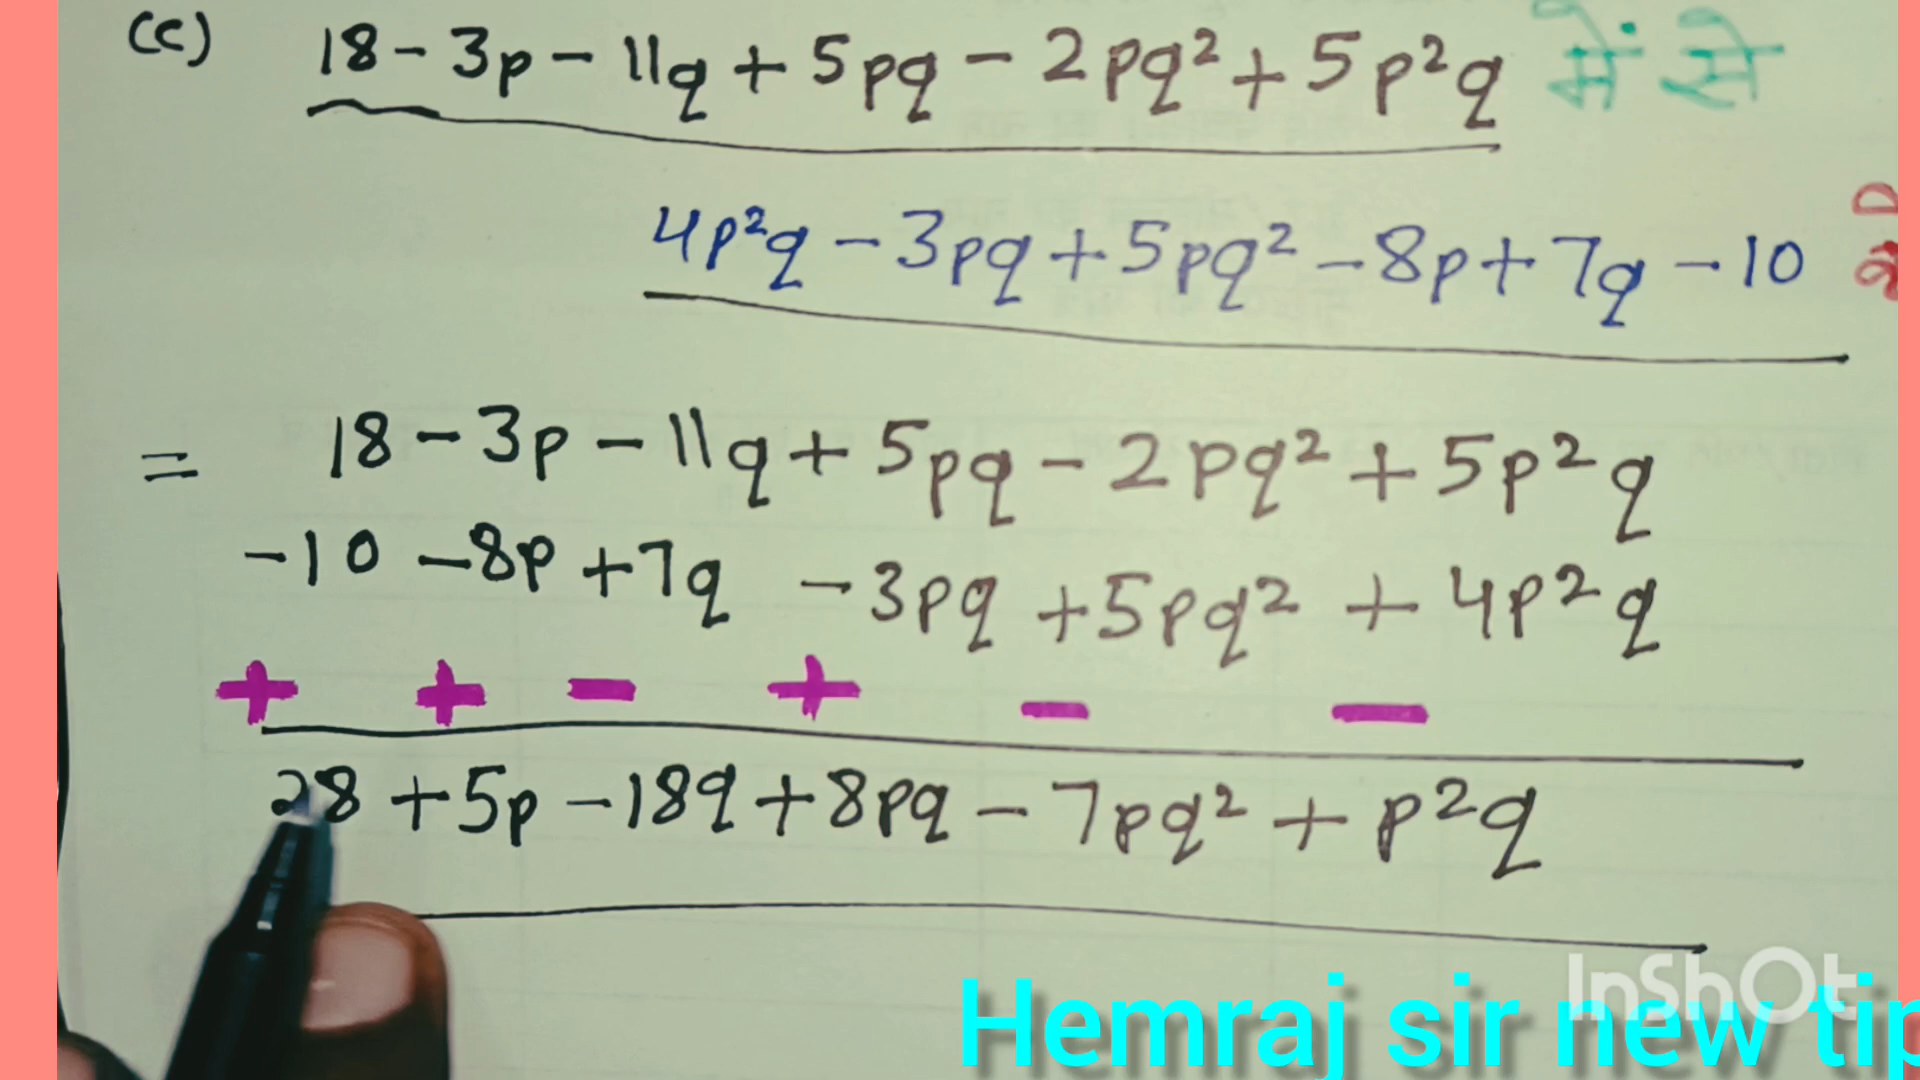 (c) 18 - 3p - 11q + 5pq - 2pq² + 5p²q में से
4p²q - 3pq + 5pq² - 8p + 7q - 10
= 18 - 3p - 11q + 5pq - 2pq² + 5p²q
-10 -8p +7q - 3pq +5pq² + 4p²q
+ + - + - -
28 + 5p - 18q + 8pq - 7pq² + p²q
InShOt
Hemraj sir new tip